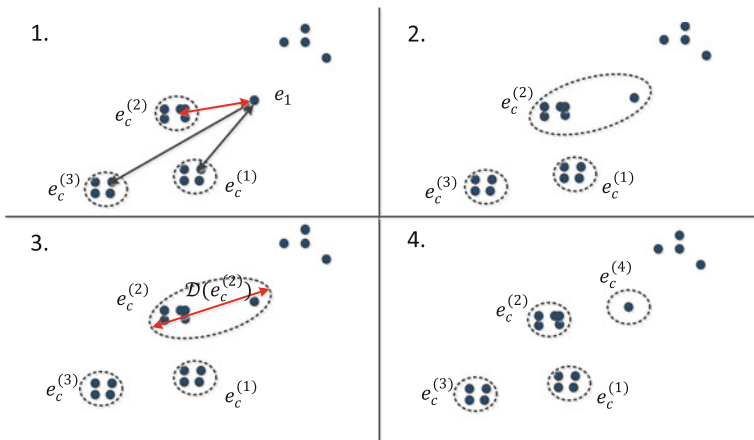 1.
e_c^(2)
e_1
e_c^(3)
e_c^(1)
2.
e_c^(2)
e_c^(3)
e_c^(1)
3.
e_c^(2)
𝒟(e_c^(2))
e_c^(3)
e_c^(1)
4.
e_c^(4)
e_c^(2)
e_c^(3)
e_c^(1)